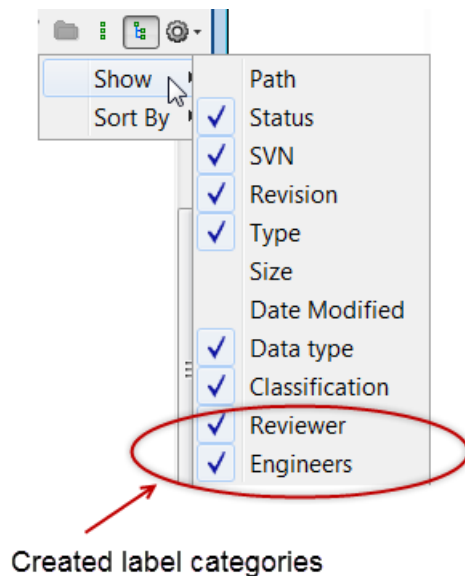 Show
Sort By
Path
Status
SVN
Revision
Type
Size
Date Modified
Data type
Classification
Reviewer
Engineers
Created label categories